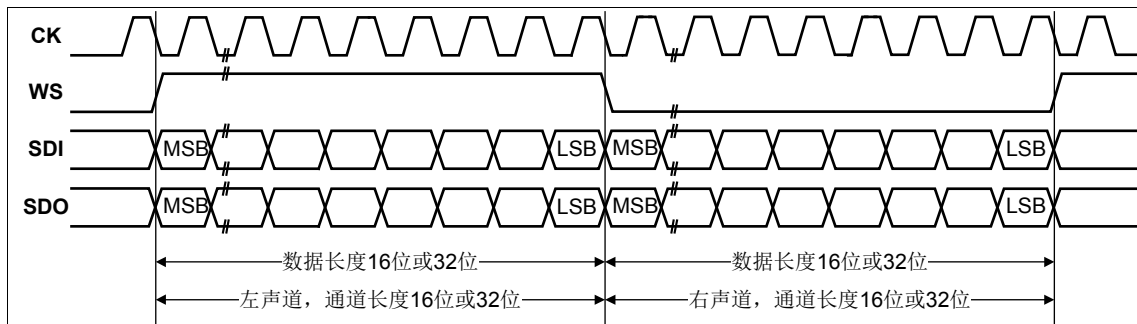 CK
WS
SDI MSB LSB MSB LSB
SDO MSB LSB MSB LSB
数据长度16位或32位 数据长度16位或32位
左声道，通道长度16位或32位 右声道，通道长度16位或32位